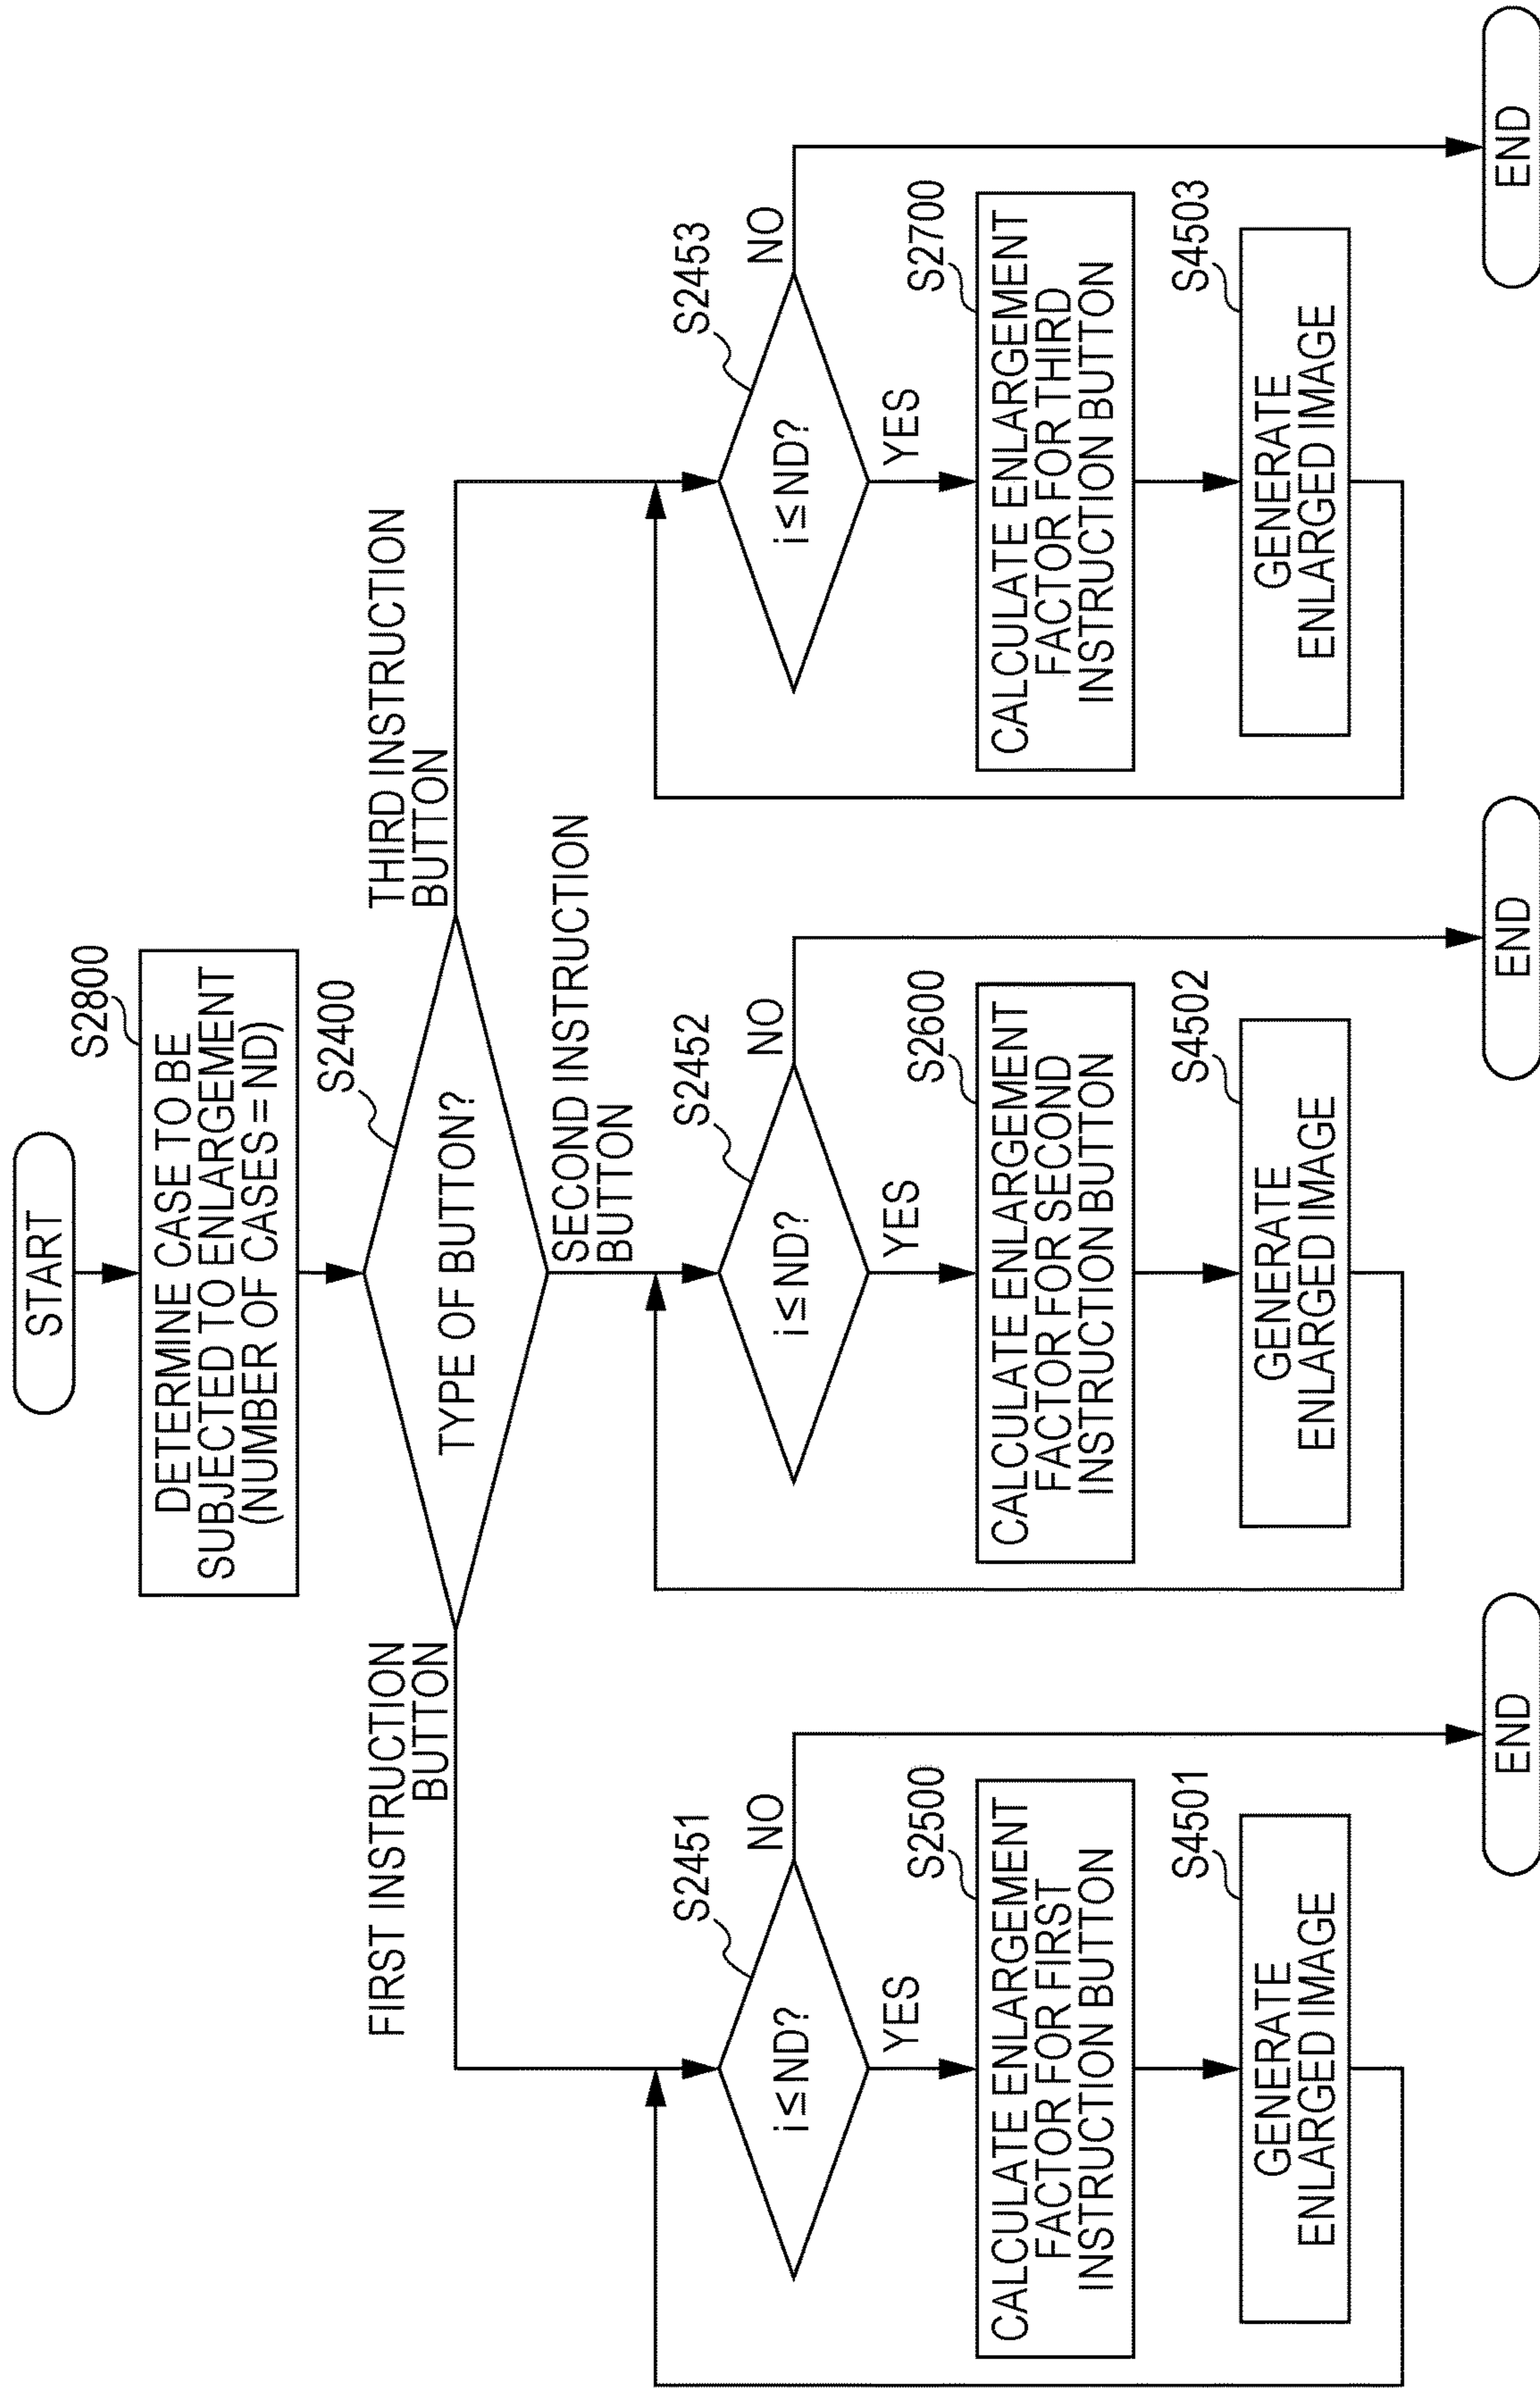 START
S2800
DETERMINE CASE TO BE
SUBJECTED TO ENLARGEMENT
(NUMBER OF CASES = ND)
S2400
TYPE OF BUTTON?
FIRST INSTRUCTION
BUTTON
SECOND INSTRUCTION
BUTTON
THIRD INSTRUCTION
BUTTON
S2451
i ≤ ND?
NO
YES
S2500
CALCULATE ENLARGEMENT
FACTOR FOR FIRST
INSTRUCTION BUTTON
S4501
GENERATE
ENLARGED IMAGE
END
S2452
i ≤ ND?
NO
YES
S2600
CALCULATE ENLARGEMENT
FACTOR FOR SECOND
INSTRUCTION BUTTON
S4502
GENERATE
ENLARGED IMAGE
END
S2453
i ≤ ND?
NO
YES
S2700
CALCULATE ENLARGEMENT
FACTOR FOR THIRD
INSTRUCTION BUTTON
S4503
GENERATE
ENLARGED IMAGE
END